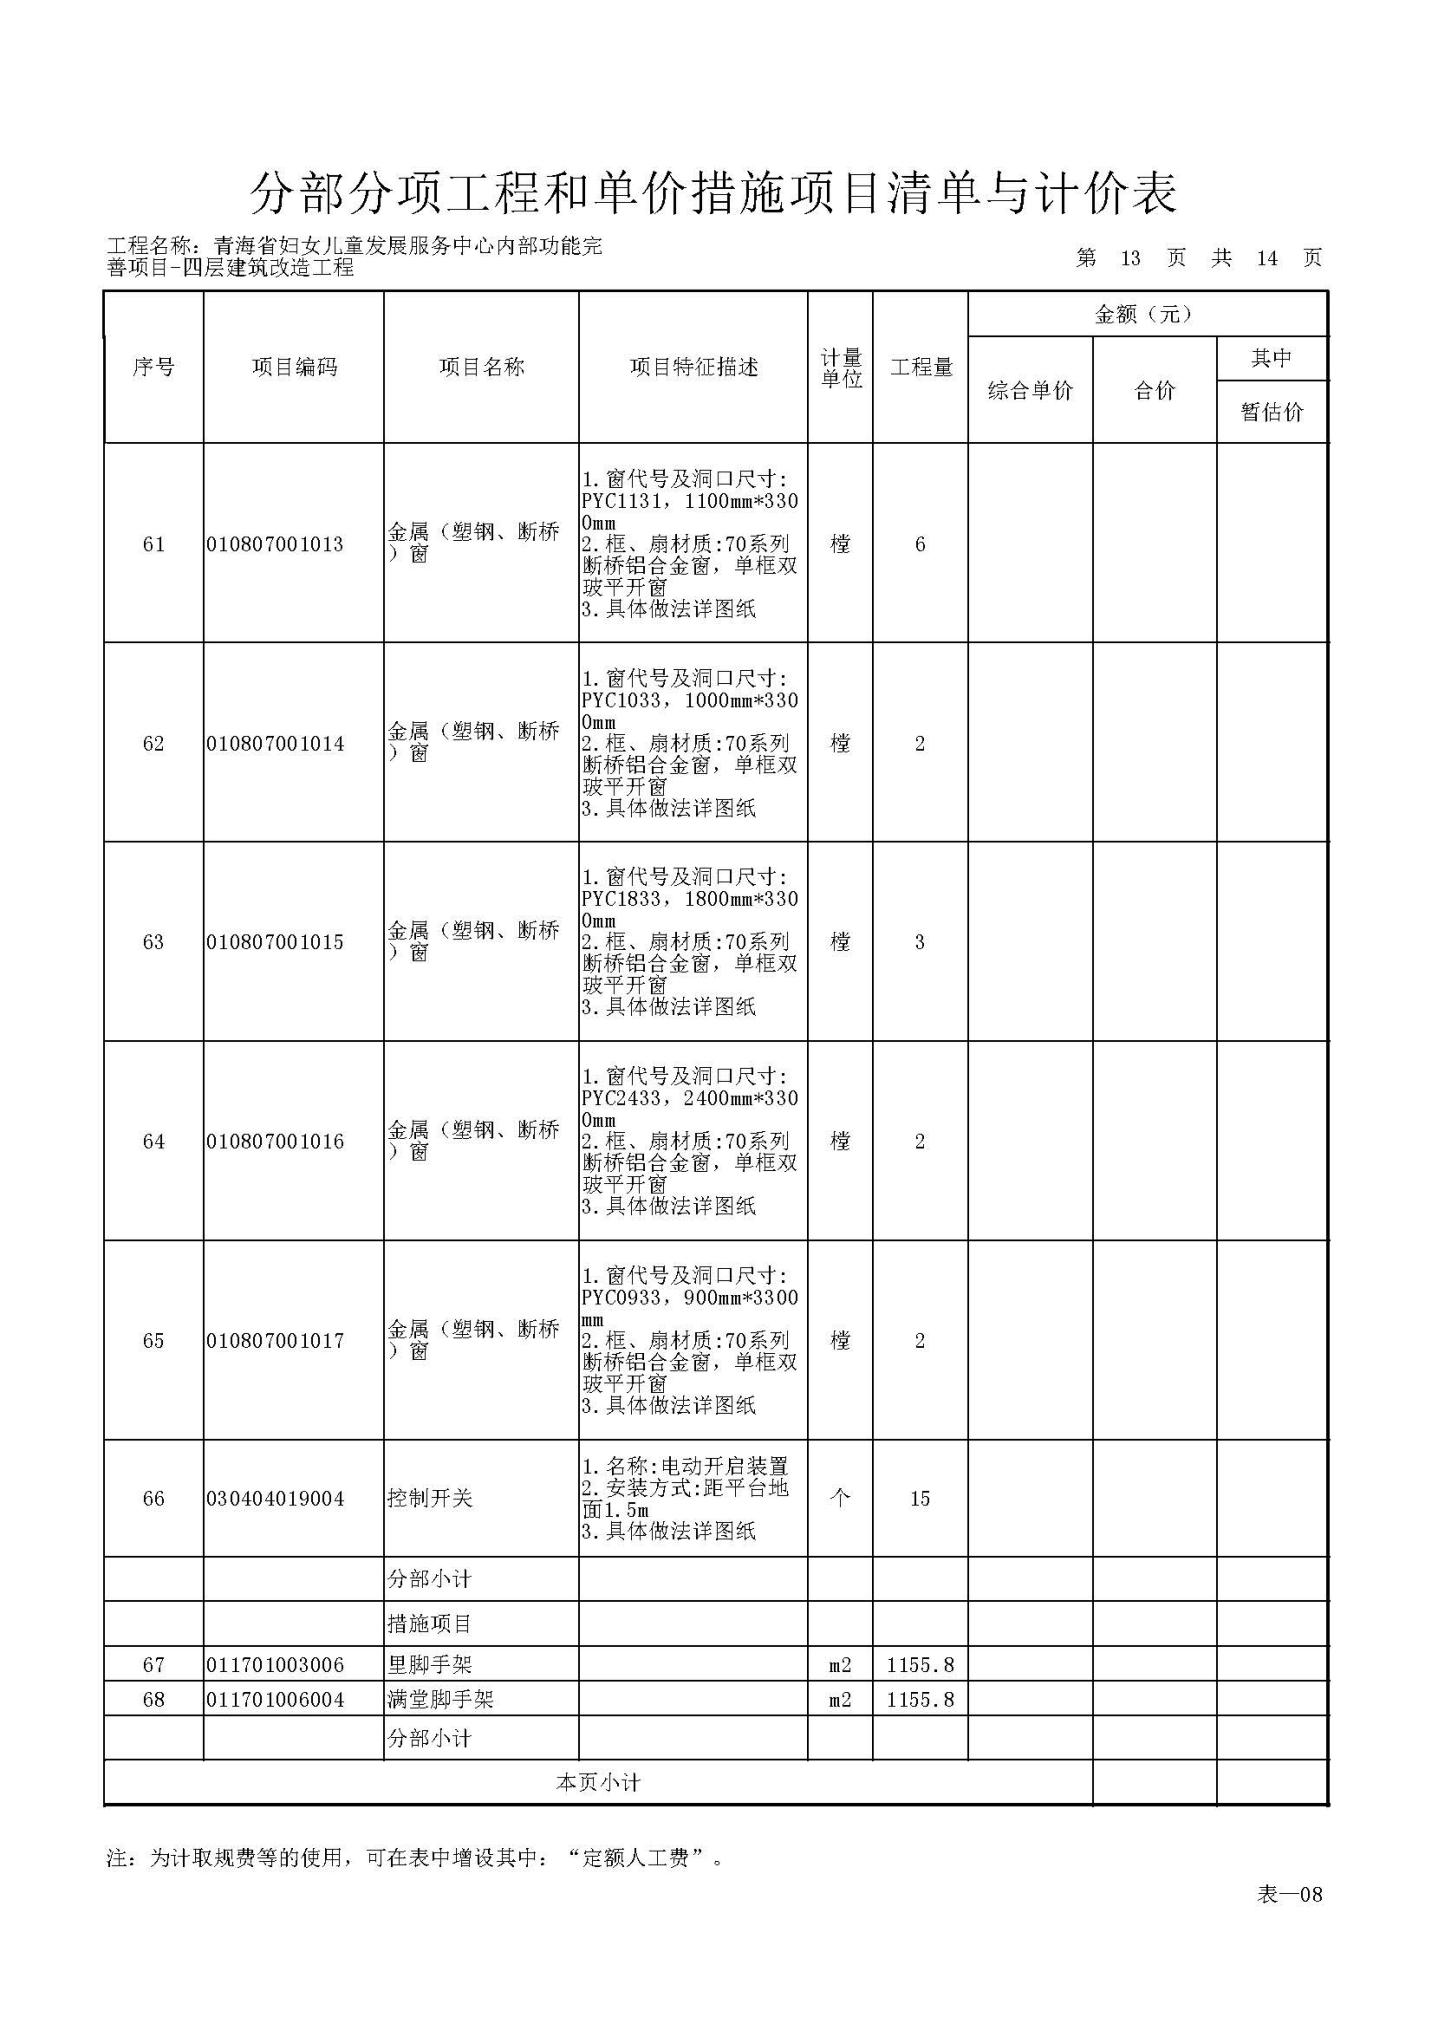 分部分项工程和单价措施项目清单与计价表
工程名称：青海省妇女儿童发展服务中心内部功能完
善项目-四层建筑改造工程
第 13 页 共 14 页
序号 项目编码 项目名称 项目特征描述 计量单位 工程量 金额（元）
综合单价 合价 其中
暂估价
61 010807001013 金属（塑钢、断桥
）窗
1.窗代号及洞口尺寸:
PYC1131，1100mm*330
0mm
2.框、扇材质:70系列
断桥铝合金窗，单框双
玻平开窗
3.具体做法详图纸
樘 6
62 010807001014 金属（塑钢、断桥
）窗
1.窗代号及洞口尺寸:
PYC1033，1000mm*330
0mm
2.框、扇材质:70系列
断桥铝合金窗，单框双
玻平开窗
3.具体做法详图纸
樘 2
63 010807001015 金属（塑钢、断桥
）窗
1.窗代号及洞口尺寸:
PYC1833，1800mm*330
0mm
2.框、扇材质:70系列
断桥铝合金窗，单框双
玻平开窗
3.具体做法详图纸
樘 3
64 010807001016 金属（塑钢、断桥
）窗
1.窗代号及洞口尺寸:
PYC2433，2400mm*330
0mm
2.框、扇材质:70系列
断桥铝合金窗，单框双
玻平开窗
3.具体做法详图纸
樘 2
65 010807001017 金属（塑钢、断桥
）窗
1.窗代号及洞口尺寸:
PYC0933，900mm*3300
mm
2.框、扇材质:70系列
断桥铝合金窗，单框双
玻平开窗
3.具体做法详图纸
樘 2
66 030404019004 控制开关
1.名称:电动开启装置
2.安装方式:距平台地
面1.5m
3.具体做法详图纸
个 15
分部小计
措施项目
67 011701003006 里脚手架 m2 1155.8
68 011701006004 满堂脚手架 m2 1155.8
分部小计
本页小计
注：为计取规费等的使用，可在表中增设其中：“定额人工费”。
表—08